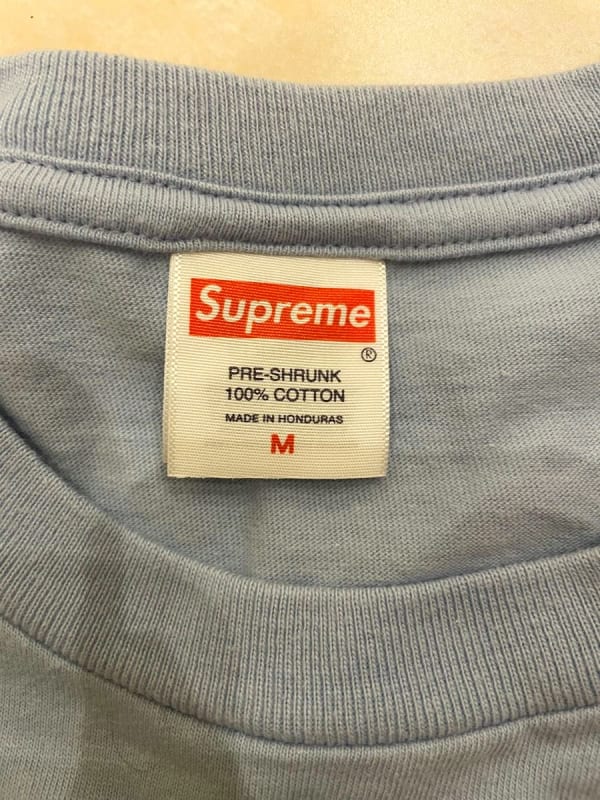 Supreme
®
PRE-SHRUNK
100% COTTON
MADE IN HONDURAS
M